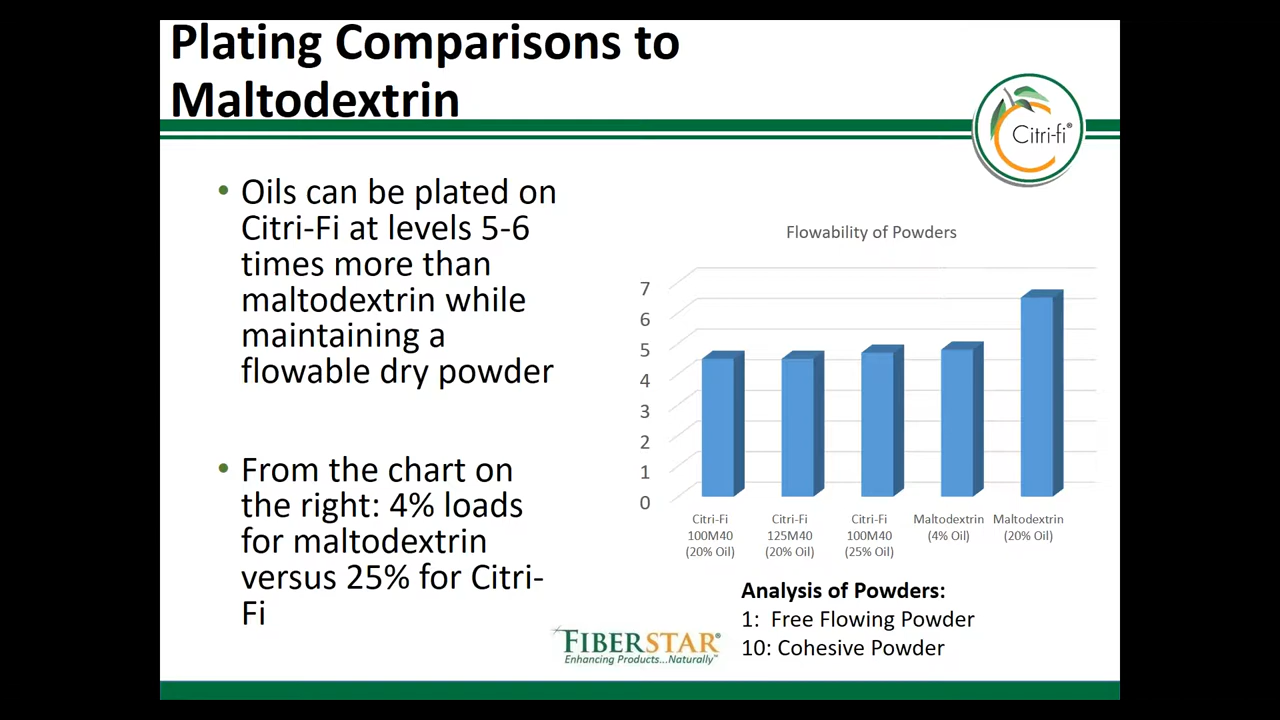 Plating Comparisons to
Maltodextrin
Citri-fi®
• Oils can be plated on
Citri-Fi at levels 5-6
times more than
maltodextrin while
maintaining a
flowable dry powder
• From the chart on
the right: 4% loads
for maltodextrin
versus 25% for Citri-
Fi
Flowability of Powders
7
6
5
4
3
2
1
0
Citri-Fi
100M40
(20% Oil)
Citri-Fi
125M40
(20% Oil)
Citri-Fi
100M40
(25% Oil)
Maltodextrin
(4% Oil)
Maltodextrin
(20% Oil)
Analysis of Powders:
1: Free Flowing Powder
10: Cohesive Powder
FIBERSTAR®
Enhancing Products...Naturally™